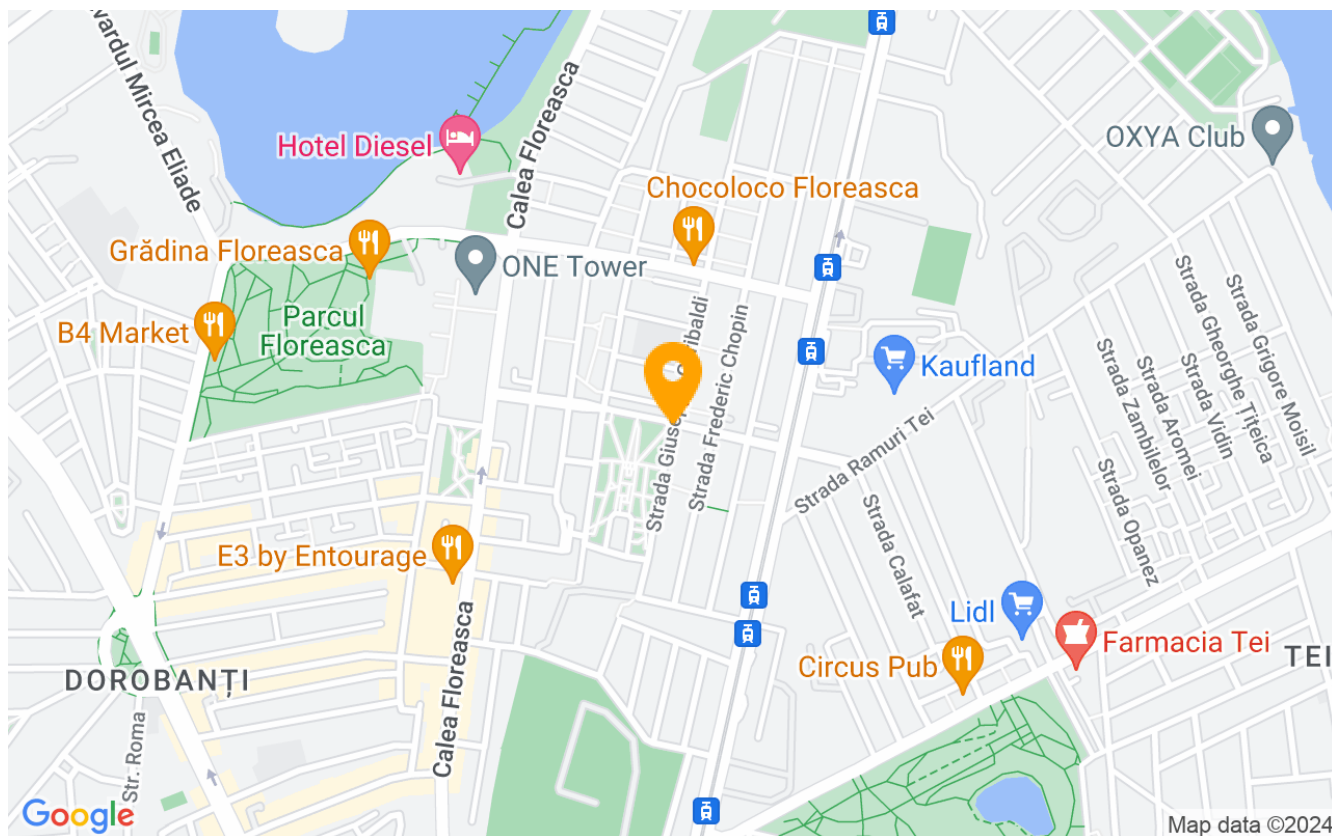 vardul Mircea Eliade
Hotel Diesel
Calea Floreasca
OXYA Club
Chocoloco Floreasca
Grădina Floreasca
ONE Tower
B4 Market
Parcul
Floreasca
Strada Frederic Chopin
Kaufland
Strada Grigore Moisil
Strada Gheorghe Țițeica
Strada Vidin
Strada Aromei
Strada Zambilelor
Strada Opanez
Strada Ramuri Tei
Strada Calafat
E3 by Entourage
Calea Floreasca
Lidl
Farmacia Tei
TEI
Circus Pub
DOROBANȚI
Str. Roma
Google
Map data ©2024